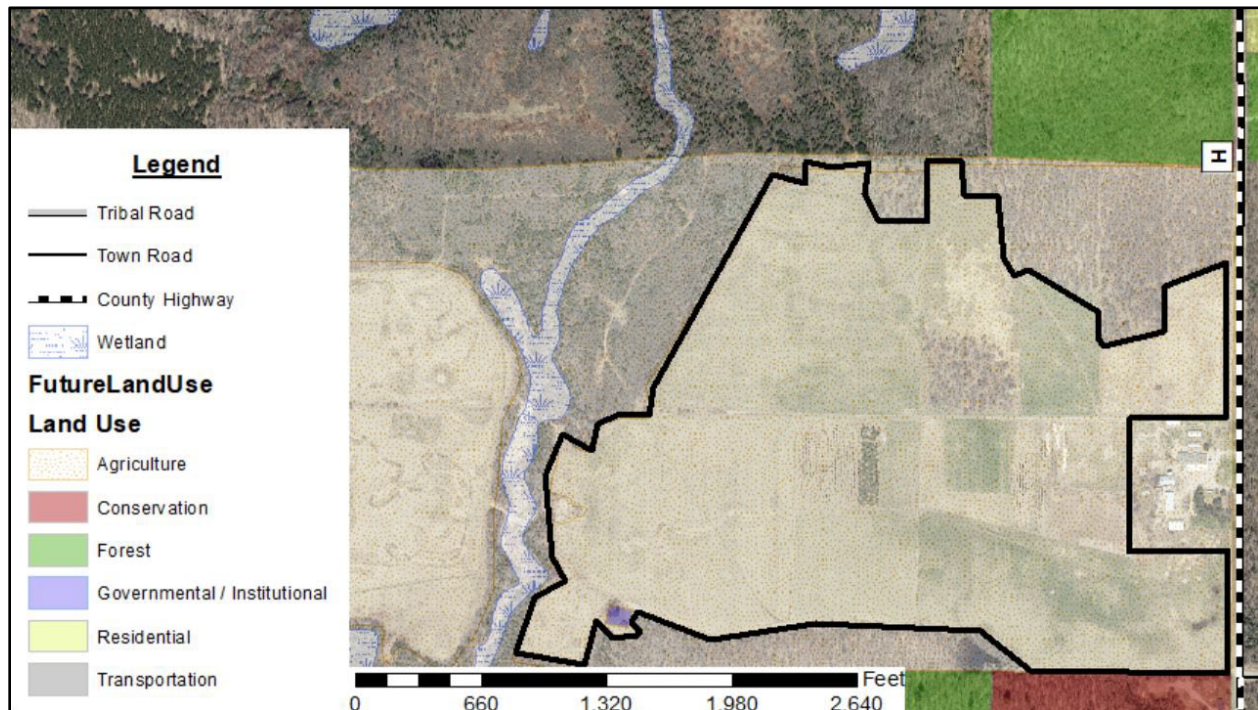 Legend
Tribal Road
Town Road
County Highway
Wetland
FutureLandUse
Land Use
Agriculture
Conservation
Forest
Governmental / Institutional
Residential
Transportation
H
Feet
0 660 1,320 1,980 2,640